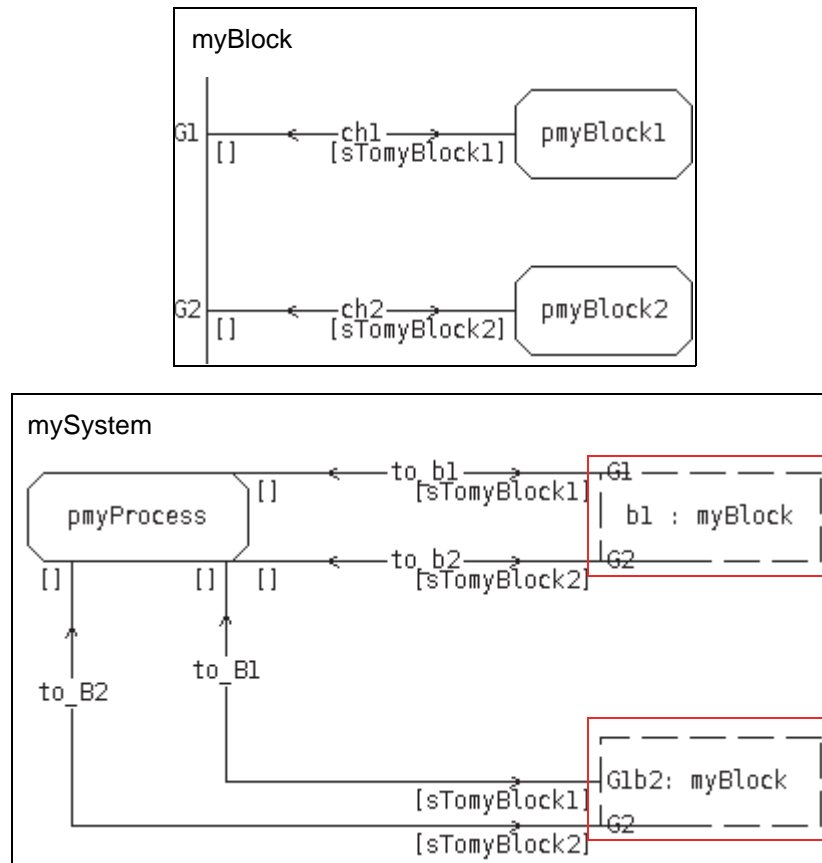 myBlock
G1
[]
ch1
[sTomyBlock1]
pmyBlock1
G2
[]
ch2
[sTomyBlock2]
pmyBlock2
mySystem
pmyProcess
[]
to_b1
[sTomyBlock1]
G1
b1 : myBlock
[]
[]
[]
to_b2
[sTomyBlock2]
G2
to_B2
to_B1
[sTomyBlock1]
G1b2: myBlock
[sTomyBlock2]
G2